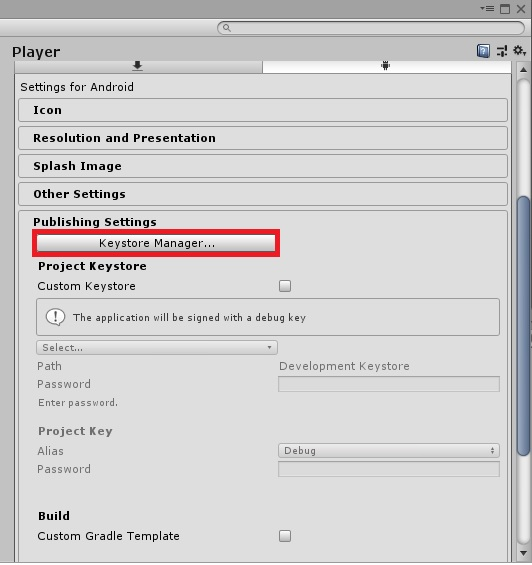 Player
Settings for Android
Icon
Resolution and Presentation
Splash Image
Other Settings
Publishing Settings
Keystore Manager...
Project Keystore
Custom Keystore
The application will be signed with a debug key
Select...
Path Development Keystore
Password
Enter password.
Project Key
Alias Debug
Password
Build
Custom Gradle Template